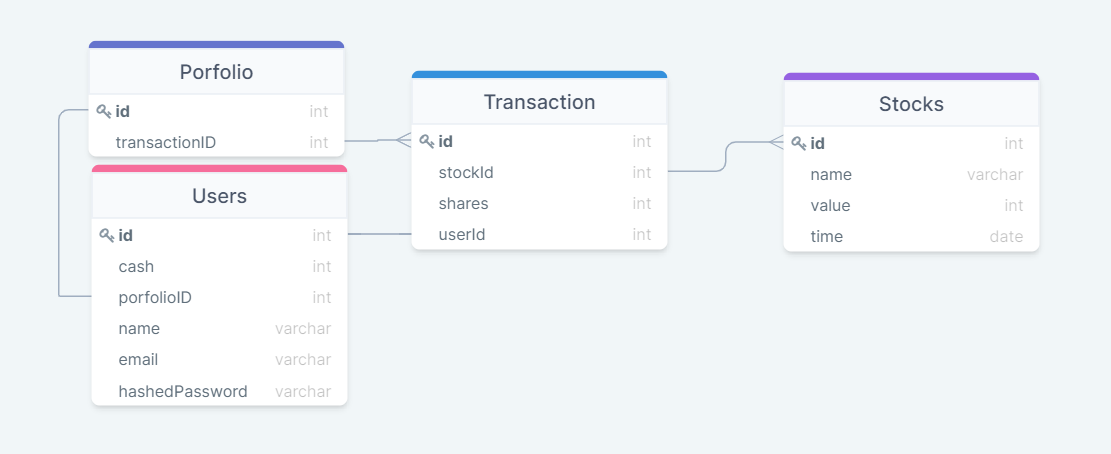 Porfolio
id int
transactionID int
Users
id int
cash int
porfolioID int
name varchar
email varchar
hashedPassword varchar
Transaction
id int
stockId int
shares int
userId int
Stocks
id int
name varchar
value int
time date